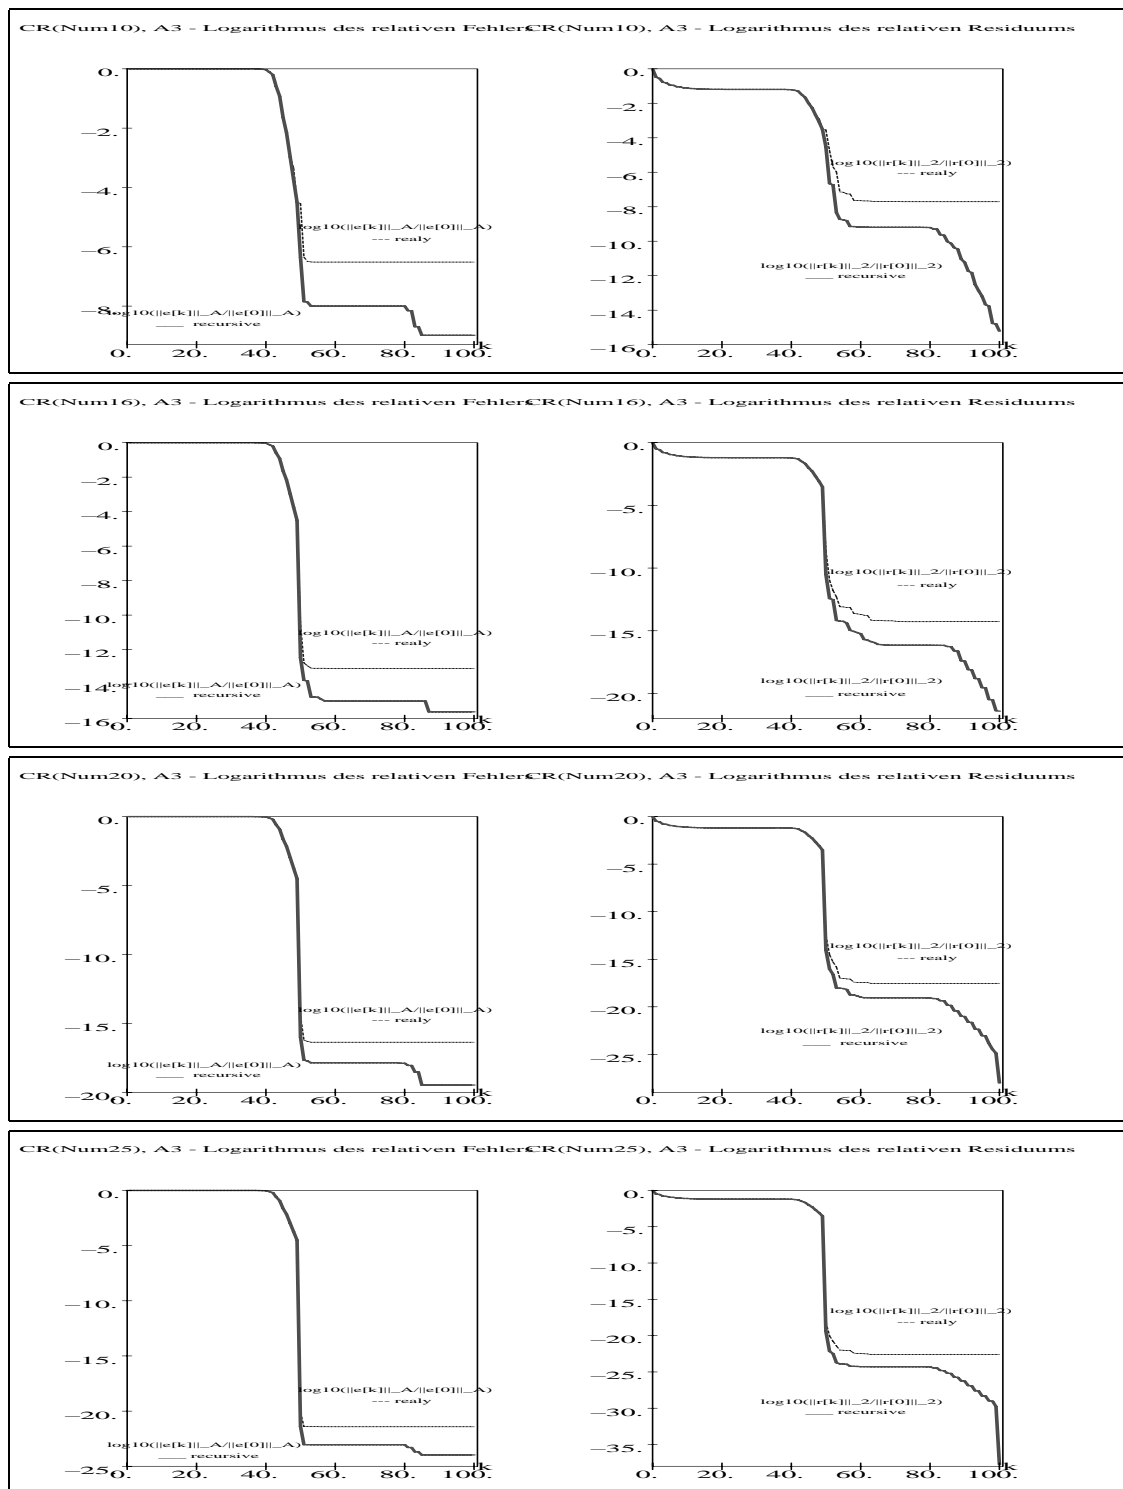 CR(Num10), A3 - Logarithmus des relativen Fehlers
CR(Num10), A3 - Logarithmus des relativen Residuums
0.
−2.
−4.
−6.
−8.
log10(||e[k]||_A/||e[0]||_A)
--- realy
log10(||e[k]||_A/||e[0]||_A)
___ recursive
0. 20. 40. 60. 80. 100. k
0.
−2.
−4.
−6.
−8.
−10.
−12.
−14.
−16.
log10(||r[k]||_2/||r[0]||_2)
--- realy
log10(||r[k]||_2/||r[0]||_2)
___ recursive
0. 20. 40. 60. 80. 100. k
CR(Num16), A3 - Logarithmus des relativen Fehlers
CR(Num16), A3 - Logarithmus des relativen Residuums
0.
−2.
−4.
−6.
−8.
−10.
−12.
−14.
−16.
log10(||e[k]||_A/||e[0]||_A)
--- realy
log10(||e[k]||_A/||e[0]||_A)
___ recursive
0. 20. 40. 60. 80. 100. k
0.
−5.
−10.
−15.
−20.
log10(||r[k]||_2/||r[0]||_2)
--- realy
log10(||r[k]||_2/||r[0]||_2)
___ recursive
0. 20. 40. 60. 80. 100. k
CR(Num20), A3 - Logarithmus des relativen Fehlers
CR(Num20), A3 - Logarithmus des relativen Residuums
0.
−5.
−10.
−15.
−20.
log10(||e[k]||_A/||e[0]||_A)
--- realy
log10(||e[k]||_A/||e[0]||_A)
___ recursive
0. 20. 40. 60. 80. 100. k
0.
−5.
−10.
−15.
−20.
−25.
log10(||r[k]||_2/||r[0]||_2)
--- realy
log10(||r[k]||_2/||r[0]||_2)
___ recursive
0. 20. 40. 60. 80. 100. k
CR(Num25), A3 - Logarithmus des relativen Fehlers
CR(Num25), A3 - Logarithmus des relativen Residuums
0.
−5.
−10.
−15.
−20.
−25.
log10(||e[k]||_A/||e[0]||_A)
--- realy
log10(||e[k]||_A/||e[0]||_A)
___ recursive
0. 20. 40. 60. 80. 100. k
0.
−5.
−10.
−15.
−20.
−25.
−30.
−35.
log10(||r[k]||_2/||r[0]||_2)
--- realy
log10(||r[k]||_2/||r[0]||_2)
___ recursive
0. 20. 40. 60. 80. 100. k